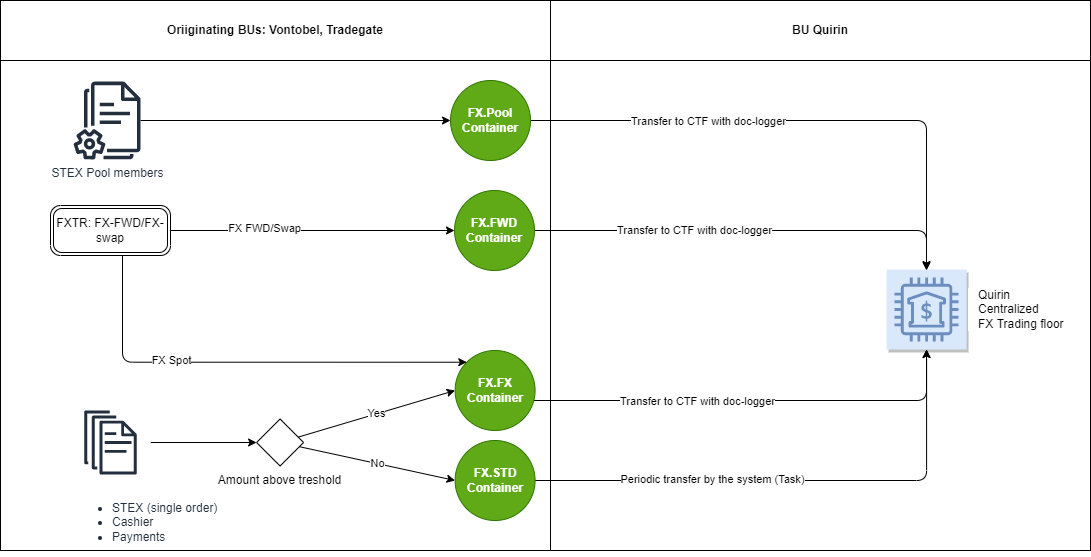 Oriiginating BUs: Vontobel, Tradegate
BU Quirin
FX.Pool
Container
Transfer to CTF with doc-logger
STEX Pool members
FXTR: FX-FWD/FX-
swap
FX FWD/Swap
FX.FWD
Container
Transfer to CTF with doc-logger
$
Quirin
Centralized
FX Trading floor
FX Spot
FX.FX
Container
Transfer to CTF with doc-logger
Yes
No
Amount above treshold
FX.STD
Container
Periodic transfer by the system (Task)
• STEX (single order)
• Cashier
• Payments